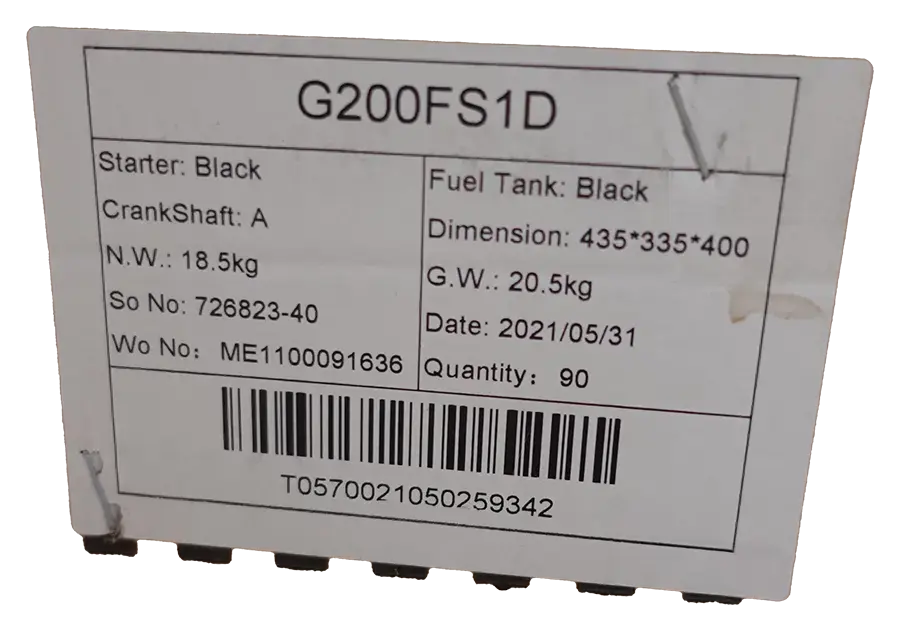 G200FS1D
Starter: Black
CrankShaft: A
N.W.: 18.5kg
So No: 726823-40
Wo No: ME1100091636
Fuel Tank: Black
Dimension: 435*335*400
G.W.: 20.5kg
Date: 2021/05/31
Quantity: 90
T0570021050259342